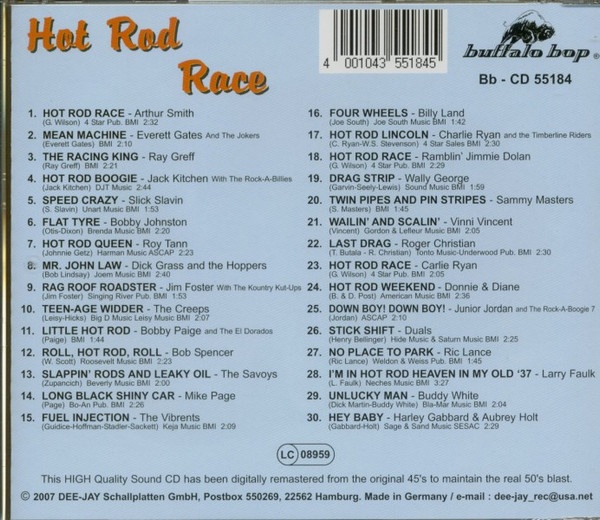 Hot Rod
Race
4 001043 551845
buffalo bop ®
Bb - CD 55184
1. HOT ROD RACE - Arthur Smith
(G. Wilson) 4 Star Pub. BMI 2:32
2. MEAN MACHINE - Everett Gates And The Jokers
(Everett Gates) BMI 2:10
3. THE RACING KING - Ray Greff
(Ray Greff) BMI 2:21
4. HOT ROD BOOGIE - Jack Kitchen With The Rock-A-Billies
(Jack Kitchen) DJT Music 2:44
5. SPEED CRAZY - Slick Slavin
(S. Slavin) Unart Music BMI 1:53
6. FLAT TYRE - Bobby Johnston
(Otis-Dixon) Brenda Music BMI 2:20
7. HOT ROD QUEEN - Roy Tann
(Johnnie Getz) Harman Music ASCAP 2:23
8. MR. JOHN LAW - Dick Grass and the Hoppers
(Bob Lindsay) Joem Music BMI 2:40
9. RAG ROOF ROADSTER - Jim Foster With The Kountry Kut-Ups
(Jim Foster) Singing River Pub. BMI 1:53
10. TEEN-AGE WIDDER - The Creeps
(Leisy-Hicks) Big D Music Leisy Music BMI 2:07
11. LITTLE HOT ROD - Bobby Paige and The El Dorados
(Paige) BMI 1:44
12. ROLL, HOT ROD, ROLL - Bob Spencer
(W. Scott) Roosevelt Music BMI 2:23
13. SLAPPIN' RODS AND LEAKY OIL - The Savoys
(Zupancich) Beverly Music BMI 2:00
14. LONG BLACK SHINY CAR - Mike Page
(Page) Bo-An Pub. BMI 2:26
15. FUEL INJECTION - The Vibrents
(Guidice-Hoffman-Stadler-Sackett) Keja Music BMI 2:09
16. FOUR WHEELS - Billy Land
(Joe South) Joe South Music BMI 1:42
17. HOT ROD LINCOLN - Charlie Ryan and the Timberline Riders
(C. Ryan-W.S. Stevenson) 4 Star Sales BMI 2:30
18. HOT ROD RACE - Ramblin' Jimmie Dolan
(G. Wilson) 4 Star Pub. BMI 2:29
19. DRAG STRIP - Wally George
(Garvin-Seely-Lewis) Sound Music BMI 1:59
20. TWIN PIPES AND PIN STRIPES - Sammy Masters
(S. Masters) BMI 1:45
21. WAILIN' AND SCALIN' - Vinni Vincent
(Vincent) Gordon & Lefleur Music BMI 2:05
22. LAST DRAG - Roger Christian
(T. Butala - R. Christian) Tonto Music-Underwood Pub. BMI 2:30
23. HOT ROD RACE - Carlie Ryan
(G. Wilson) 4 Star BMI 2:05
24. HOT ROD WEEKEND - Donnie & Diane
(B. & D. Post) American Music BMI 2:36
25. DOWN BOY! DOWN BOY! - Junior Jordan and The Rock-A-Boogie 7
(Jordan) ASCAP 2:10
26. STICK SHIFT - Duals
(Henry Bellinger) Hide Music & Saturn Music BMI 2:35
27. NO PLACE TO PARK - Ric Lance
(Ric Lance) Weldon & Weiss Pub. BMI 1:45
28. I'M IN HOT ROD HEAVEN IN MY OLD '37 - Larry Faulk
(L. Faulk) Neches Music BMI 3:27
29. UNLUCKY MAN - Buddy White
(Dick Martin-Buddy White) Bla-Mar Music BMI 2:04
30. HEY BABY - Harley Gabbard & Aubrey Holt
(Gabbard-Holt) Sage & Sand Music SESAC 2:29
LC 08959
This HIGH Quality Sound CD has been digitally remastered from the original 45's to maintain the real 50's blast.
© 2007 DEE-JAY Schallplatten GmbH, Postbox 550269, 22562 Hamburg. Made in Germany / e-mail : dee-jay_rec@usa.net